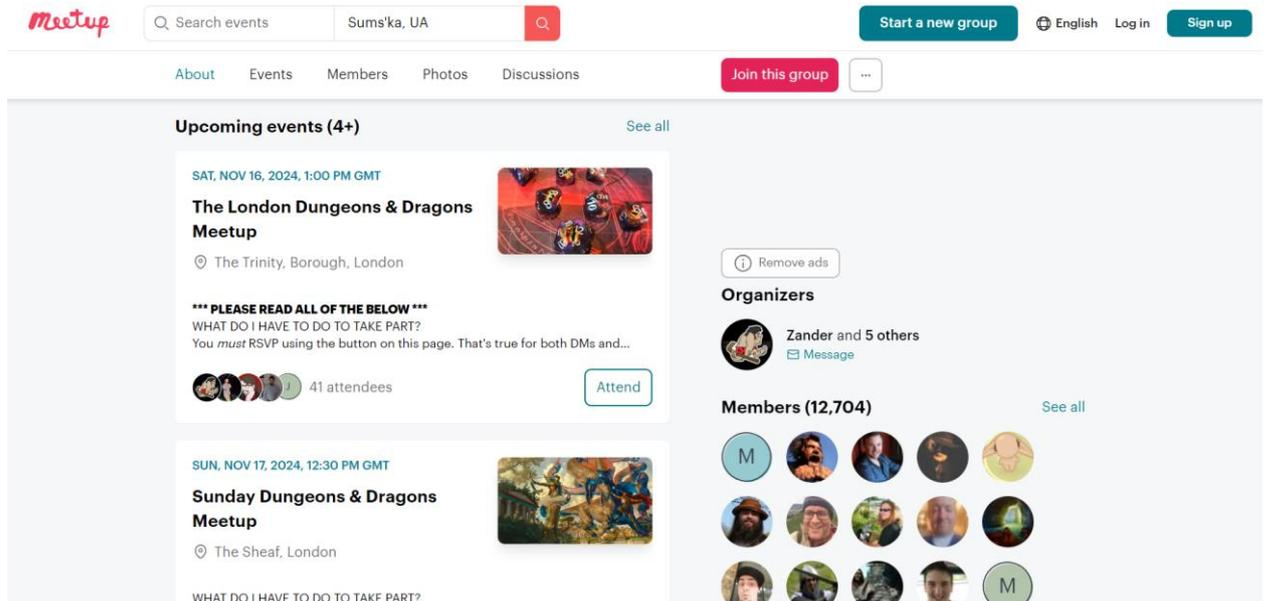 Meetup
Search events
Sums'ka, UA
Start a new group
English
Log in
Sign up
About
Events
Members
Photos
Discussions
Join this group
...
Upcoming events (4+)
See all
SAT, NOV 16, 2024, 1:00 PM GMT
The London Dungeons & Dragons
Meetup
The Trinity, Borough, London
*** PLEASE READ ALL OF THE BELOW ***
WHAT DO I HAVE TO DO TO TAKE PART?
You must RSVP using the button on this page. That's true for both DMs and...
J
41 attendees
Attend
SUN, NOV 17, 2024, 12:30 PM GMT
Sunday Dungeons & Dragons
Meetup
The Sheaf, London
WHAT DO I HAVE TO DO TO TAKE PART?
Remove ads
Organizers
Zander and 5 others
Message
Members (12,704)
See all
M
M